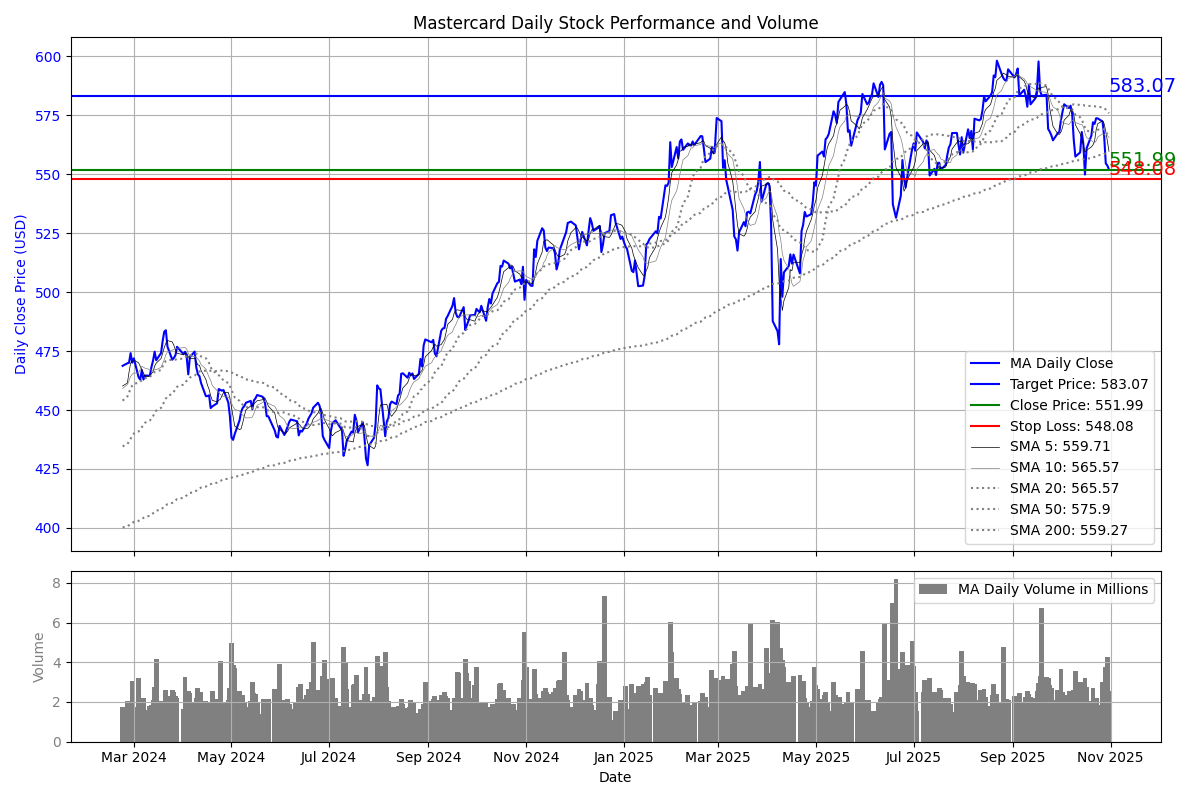 Mastercard Daily Stock Performance and Volume
Daily Close Price (USD)
600
575
550
525
500
475
450
425
400
583.07
551.99
548.08
MA Daily Close
Target Price: 583.07
Close Price: 551.99
Stop Loss: 548.08
SMA 5: 559.71
SMA 10: 565.57
SMA 20: 565.57
SMA 50: 575.9
SMA 200: 559.27
Volume
8
6
4
2
0
MA Daily Volume in Millions
Mar 2024 May 2024 Jul 2024 Sep 2024 Nov 2024 Jan 2025 Mar 2025 May 2025 Jul 2025 Sep 2025 Nov 2025
Date